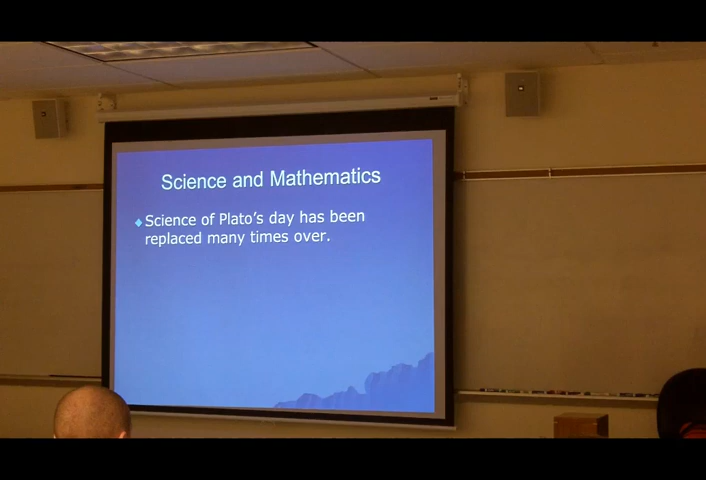 Science and Mathematics
Science of Plato's day has been
replaced many times over.